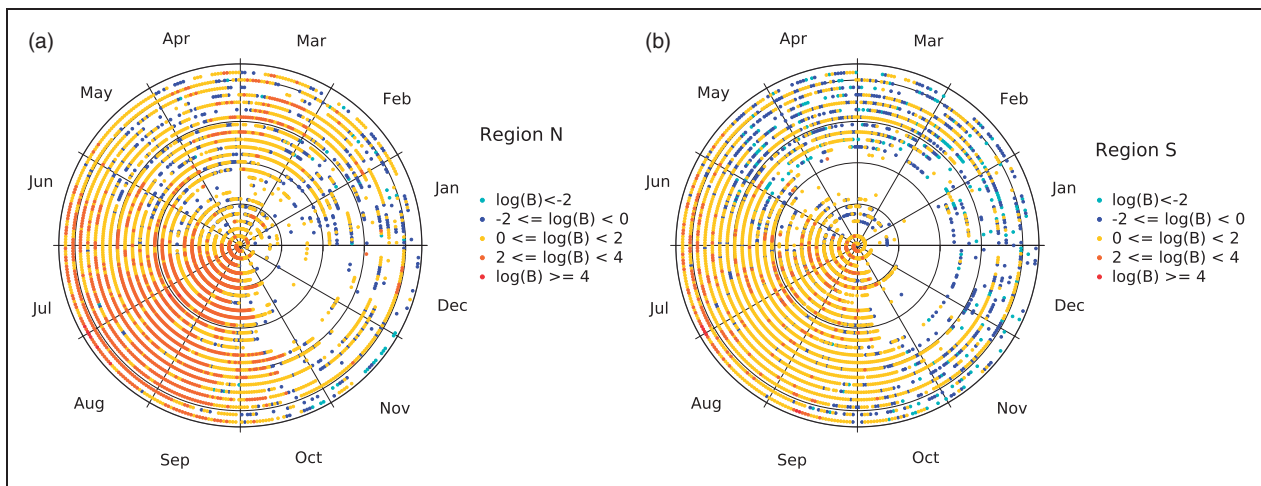 (a)
Apr
Mar
May
Feb
Jun
Jan
Jul
Dec
Aug
Nov
Sep
Oct
Region N
log(B)<-2
-2 <= log(B) < 0
0 <= log(B) < 2
2 <= log(B) < 4
log(B) >= 4
(b)
Apr
Mar
May
Feb
Jun
Jan
Jul
Dec
Aug
Nov
Sep
Oct
Region S
log(B)<-2
-2 <= log(B) < 0
0 <= log(B) < 2
2 <= log(B) < 4
log(B) >= 4